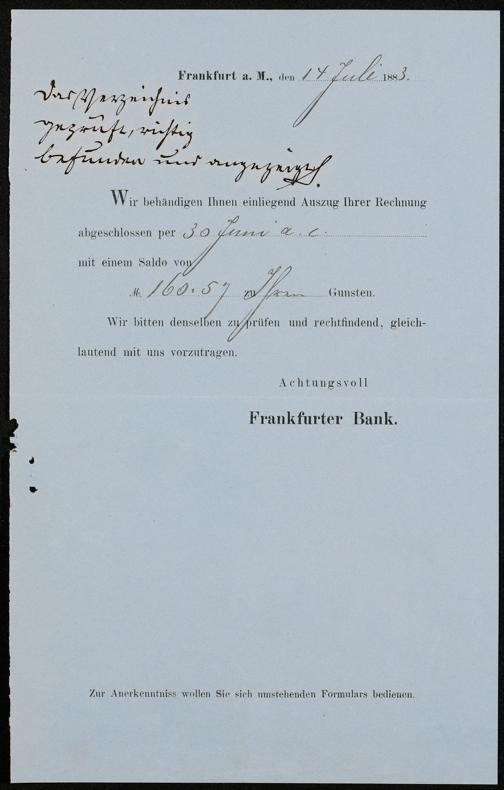 Frankfurt a. M., den 14 Juli 1883.
Das Verzeichnis
geprüft, richtig
befunden und angezeigt
Wir behändigen Ihnen einliegend Auszug Ihrer Rechnung
abgeschlossen per 30 Juni a. c.
mit einem Saldo von
M. 160.57 zu Ihren Gunsten.
Wir bitten denselben zu prüfen und rechtfindend, gleich-
lautend mit uns vorzutragen.
Achtungsvoll
Frankfurter Bank.
Zur Anerkenntniss wollen Sie sich umstehenden Formulars bedienen.